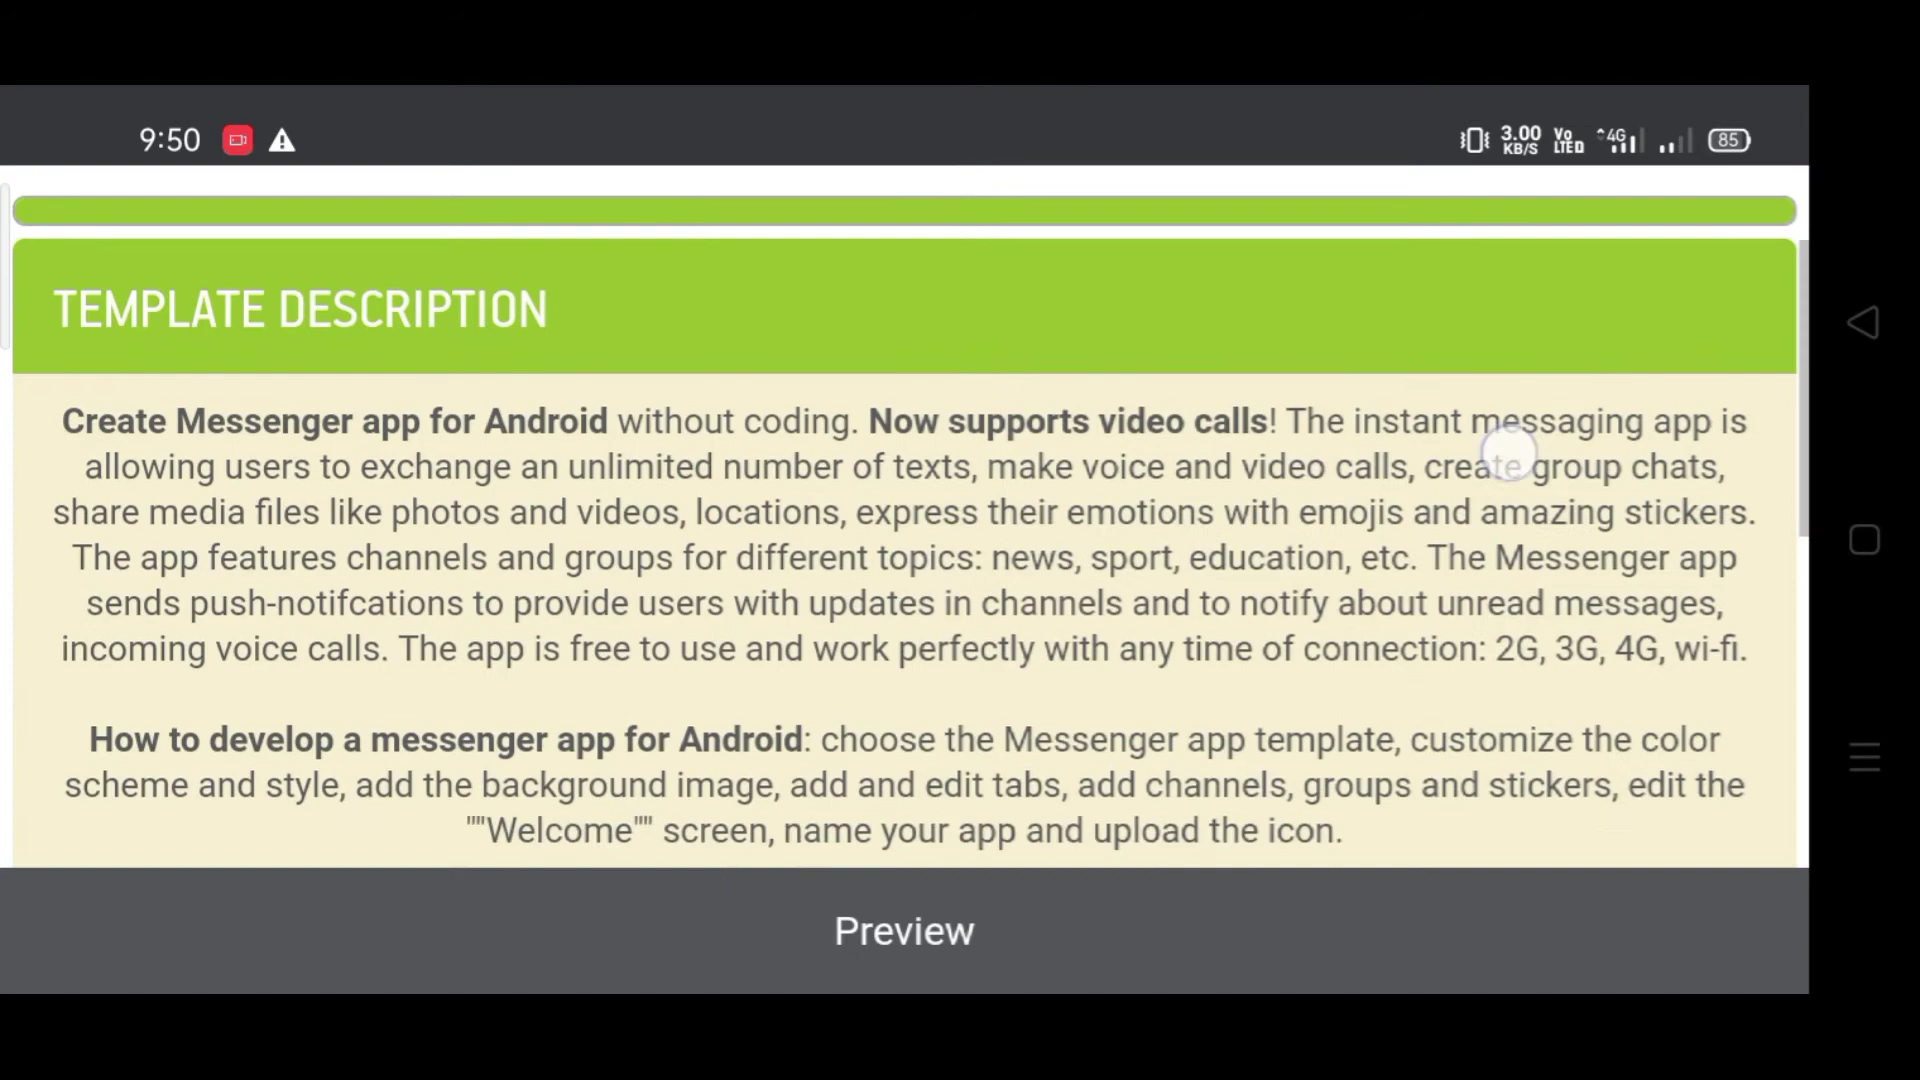 9:50
3.00
KB/S
Vo
LTE
4G
85
TEMPLATE DESCRIPTION
Create Messenger app for Android without coding. Now supports video calls! The instant messaging app is
allowing users to exchange an unlimited number of texts, make voice and video calls, create group chats,
share media files like photos and videos, locations, express their emotions with emojis and amazing stickers.
The app features channels and groups for different topics: news, sport, education, etc. The Messenger app
sends push-notifcations to provide users with updates in channels and to notify about unread messages,
incoming voice calls. The app is free to use and work perfectly with any time of connection: 2G, 3G, 4G, wi-fi.
How to develop a messenger app for Android: choose the Messenger app template, customize the color
scheme and style, add the background image, add and edit tabs, add channels, groups and stickers, edit the
""Welcome"" screen, name your app and upload the icon.
Preview